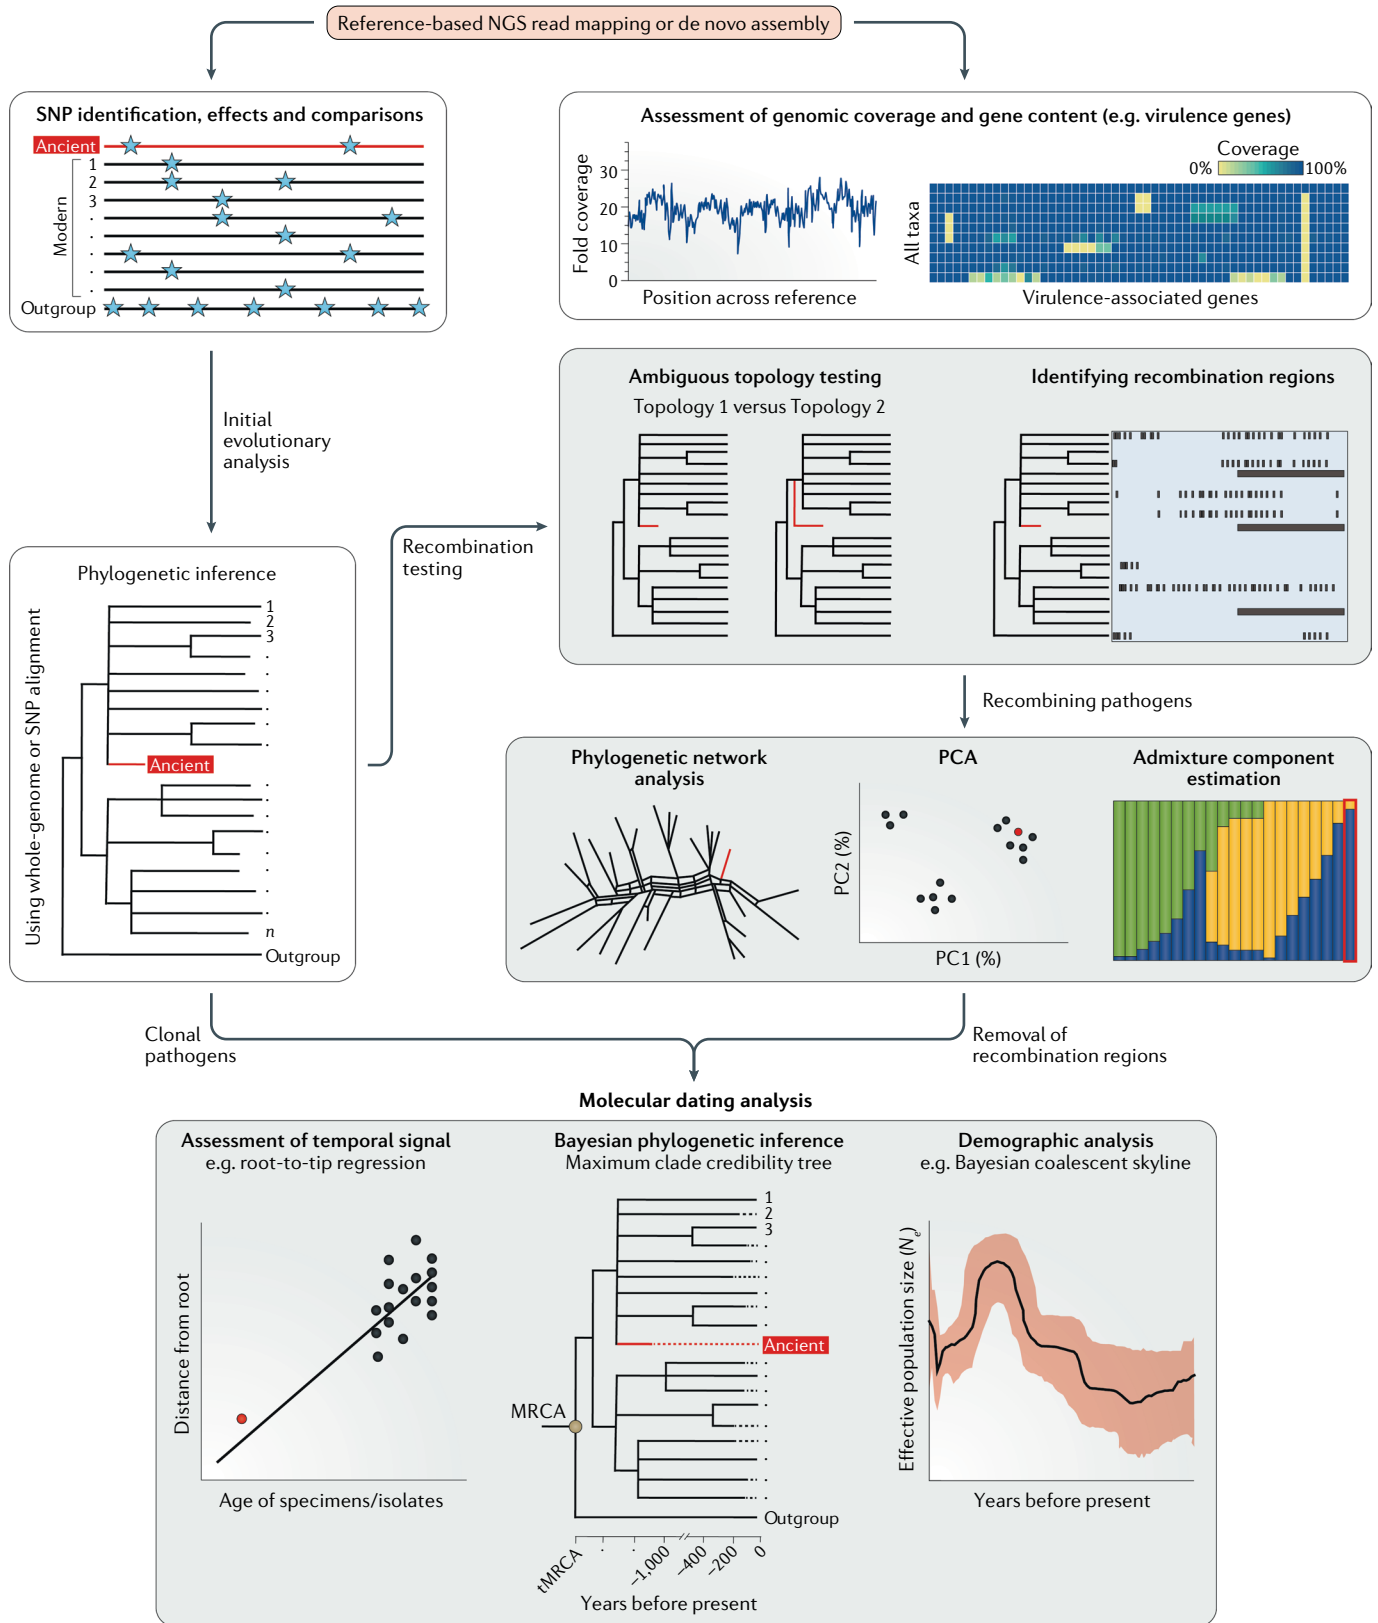 Reference-based NGS read mapping or de novo assembly
SNP identification, effects and comparisons
Ancient
1
2
3
.
.
.
.
.
Modern
Outgroup
Assessment of genomic coverage and gene content (e.g. virulence genes)
Fold coverage
30
20
10
0
Position across reference
Coverage
0%
100%
All taxa
Virulence-associated genes
Initial
evolutionary
analysis
Ambiguous topology testing
Topology 1 versus Topology 2
Identifying recombination regions
Recombination
testing
Phylogenetic inference
Using whole-genome or SNP alignment
1
2
3
.
.
.
.
.
.
Ancient
.
.
.
.
.
.
.
.
n
Outgroup
Recombining pathogens
Phylogenetic network
analysis
PCA
PC2 (%)
PC1 (%)
Admixture component
estimation
Clonal
pathogens
Removal of
recombination regions
Molecular dating analysis
Assessment of temporal signal
e.g. root-to-tip regression
Distance from root
Age of specimens/isolates
Bayesian phylogenetic inference
Maximum clade credibility tree
1
2
3
.
.
.
.
.
.
Ancient
.
.
.
.
.
.
.
.
.
MRCA
Outgroup
tMRCA
.
.
−1,000
−400
−200
0
Years before present
Demographic analysis
e.g. Bayesian coalescent skyline
Effective population size (Ne)
Years before present